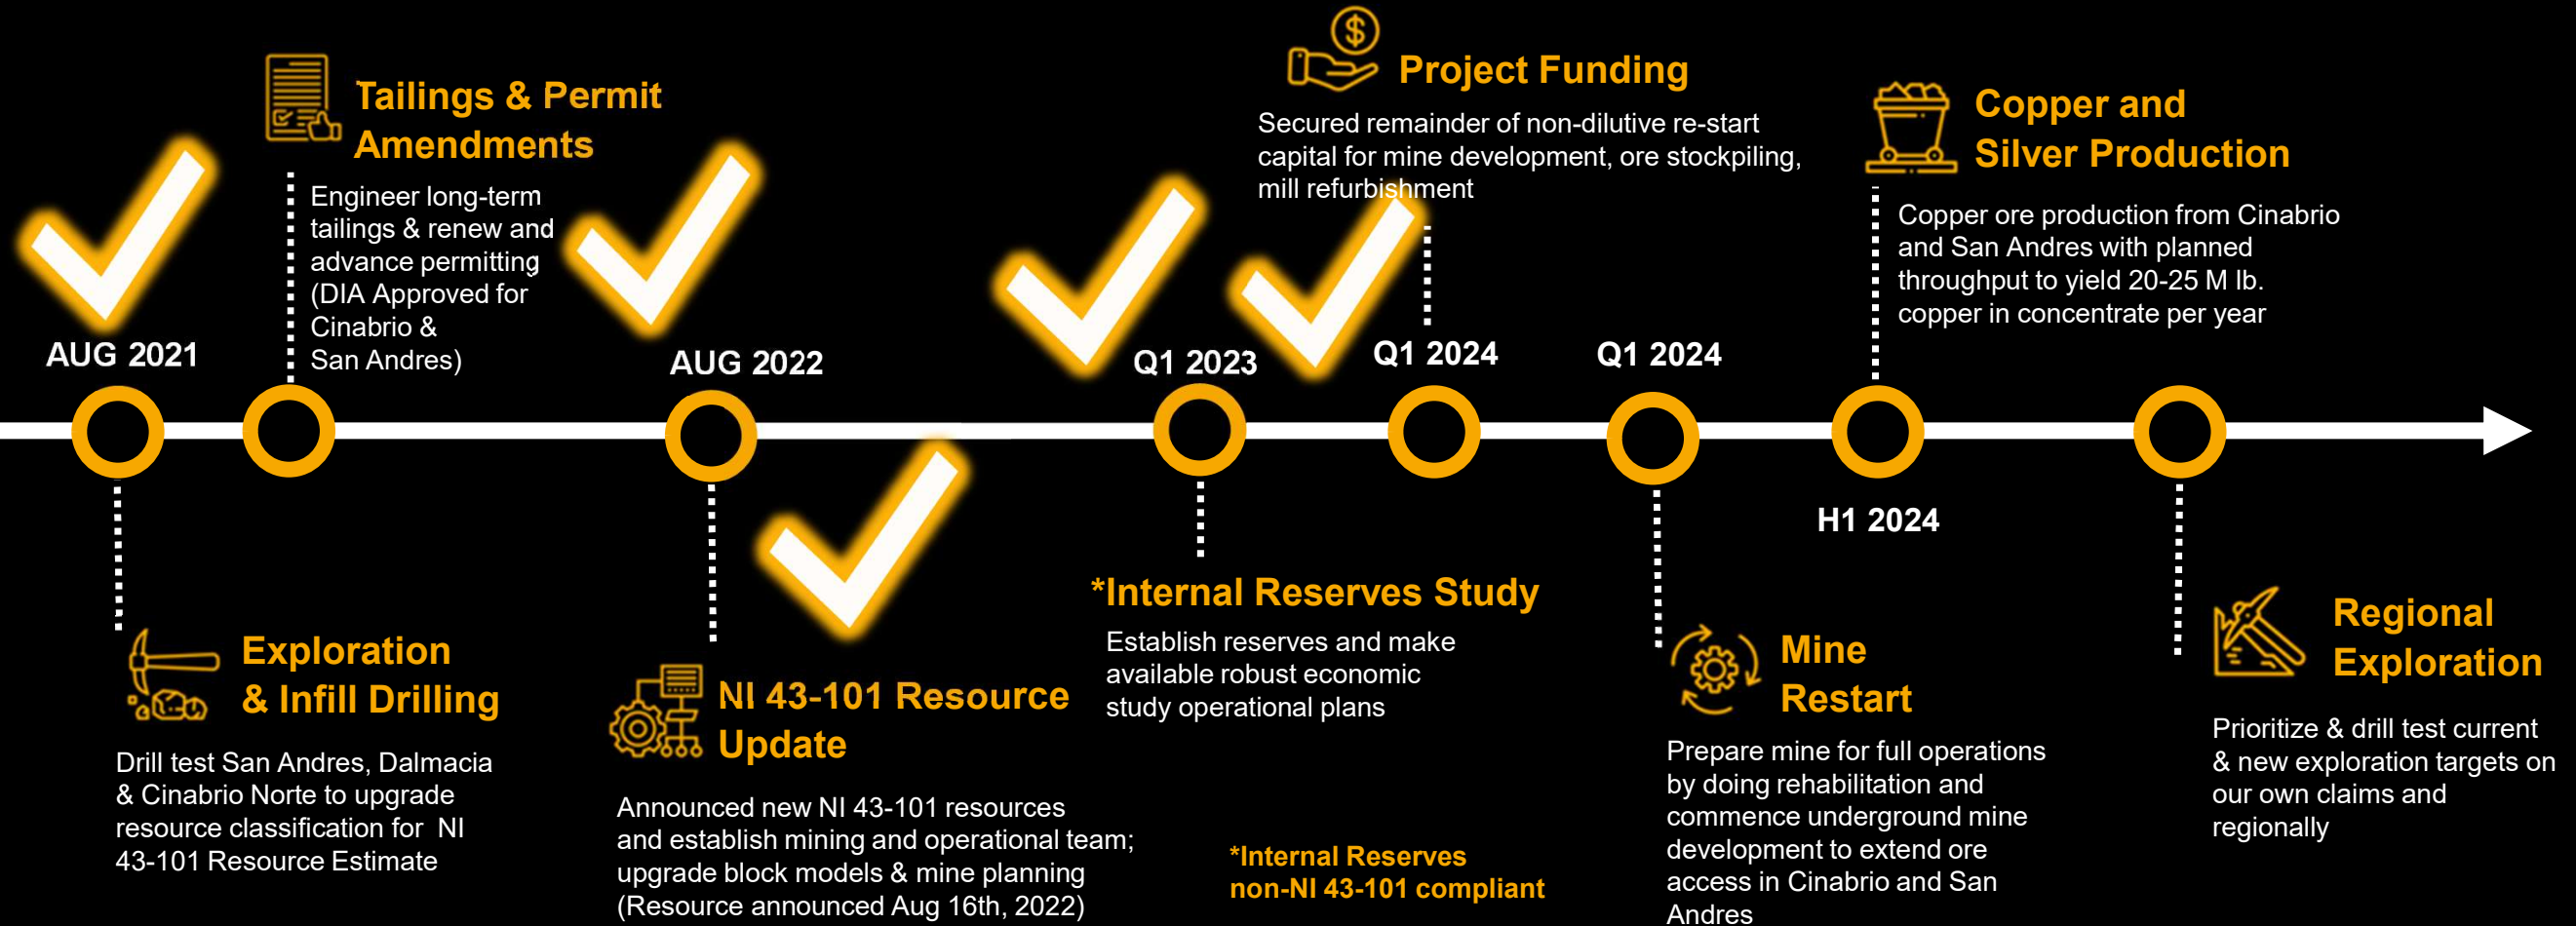 Tailings & Permit
Amendments
Engineer long-term
tailings & renew and
advance permitting
(DIA Approved for
Cinabrio &
San Andres)
Project Funding
Secured remainder of non-dilutive re-start
capital for mine development, ore stockpiling,
mill refurbishment
Copper and
Silver Production
Copper ore production from Cinabrio
and San Andres with planned
throughput to yield 20-25 M lb.
copper in concentrate per year
AUG 2021
AUG 2022
Q1 2023
Q1 2024
Q1 2024
H1 2024
Exploration
& Infill Drilling
Drill test San Andres, Dalmacia
& Cinabrio Norte to upgrade
resource classification for NI
43-101 Resource Estimate
NI 43-101 Resource
Update
Announced new NI 43-101 resources
and establish mining and operational team;
upgrade block models & mine planning
(Resource announced Aug 16th, 2022)
*Internal Reserves Study
Establish reserves and make
available robust economic
study operational plans
*Internal Reserves
non-NI 43-101 compliant
Mine
Restart
Prepare mine for full operations
by doing rehabilitation and
commence underground mine
development to extend ore
access in Cinabrio and San
Andres
Regional
Exploration
Prioritize & drill test current
& new exploration targets on
our own claims and
regionally